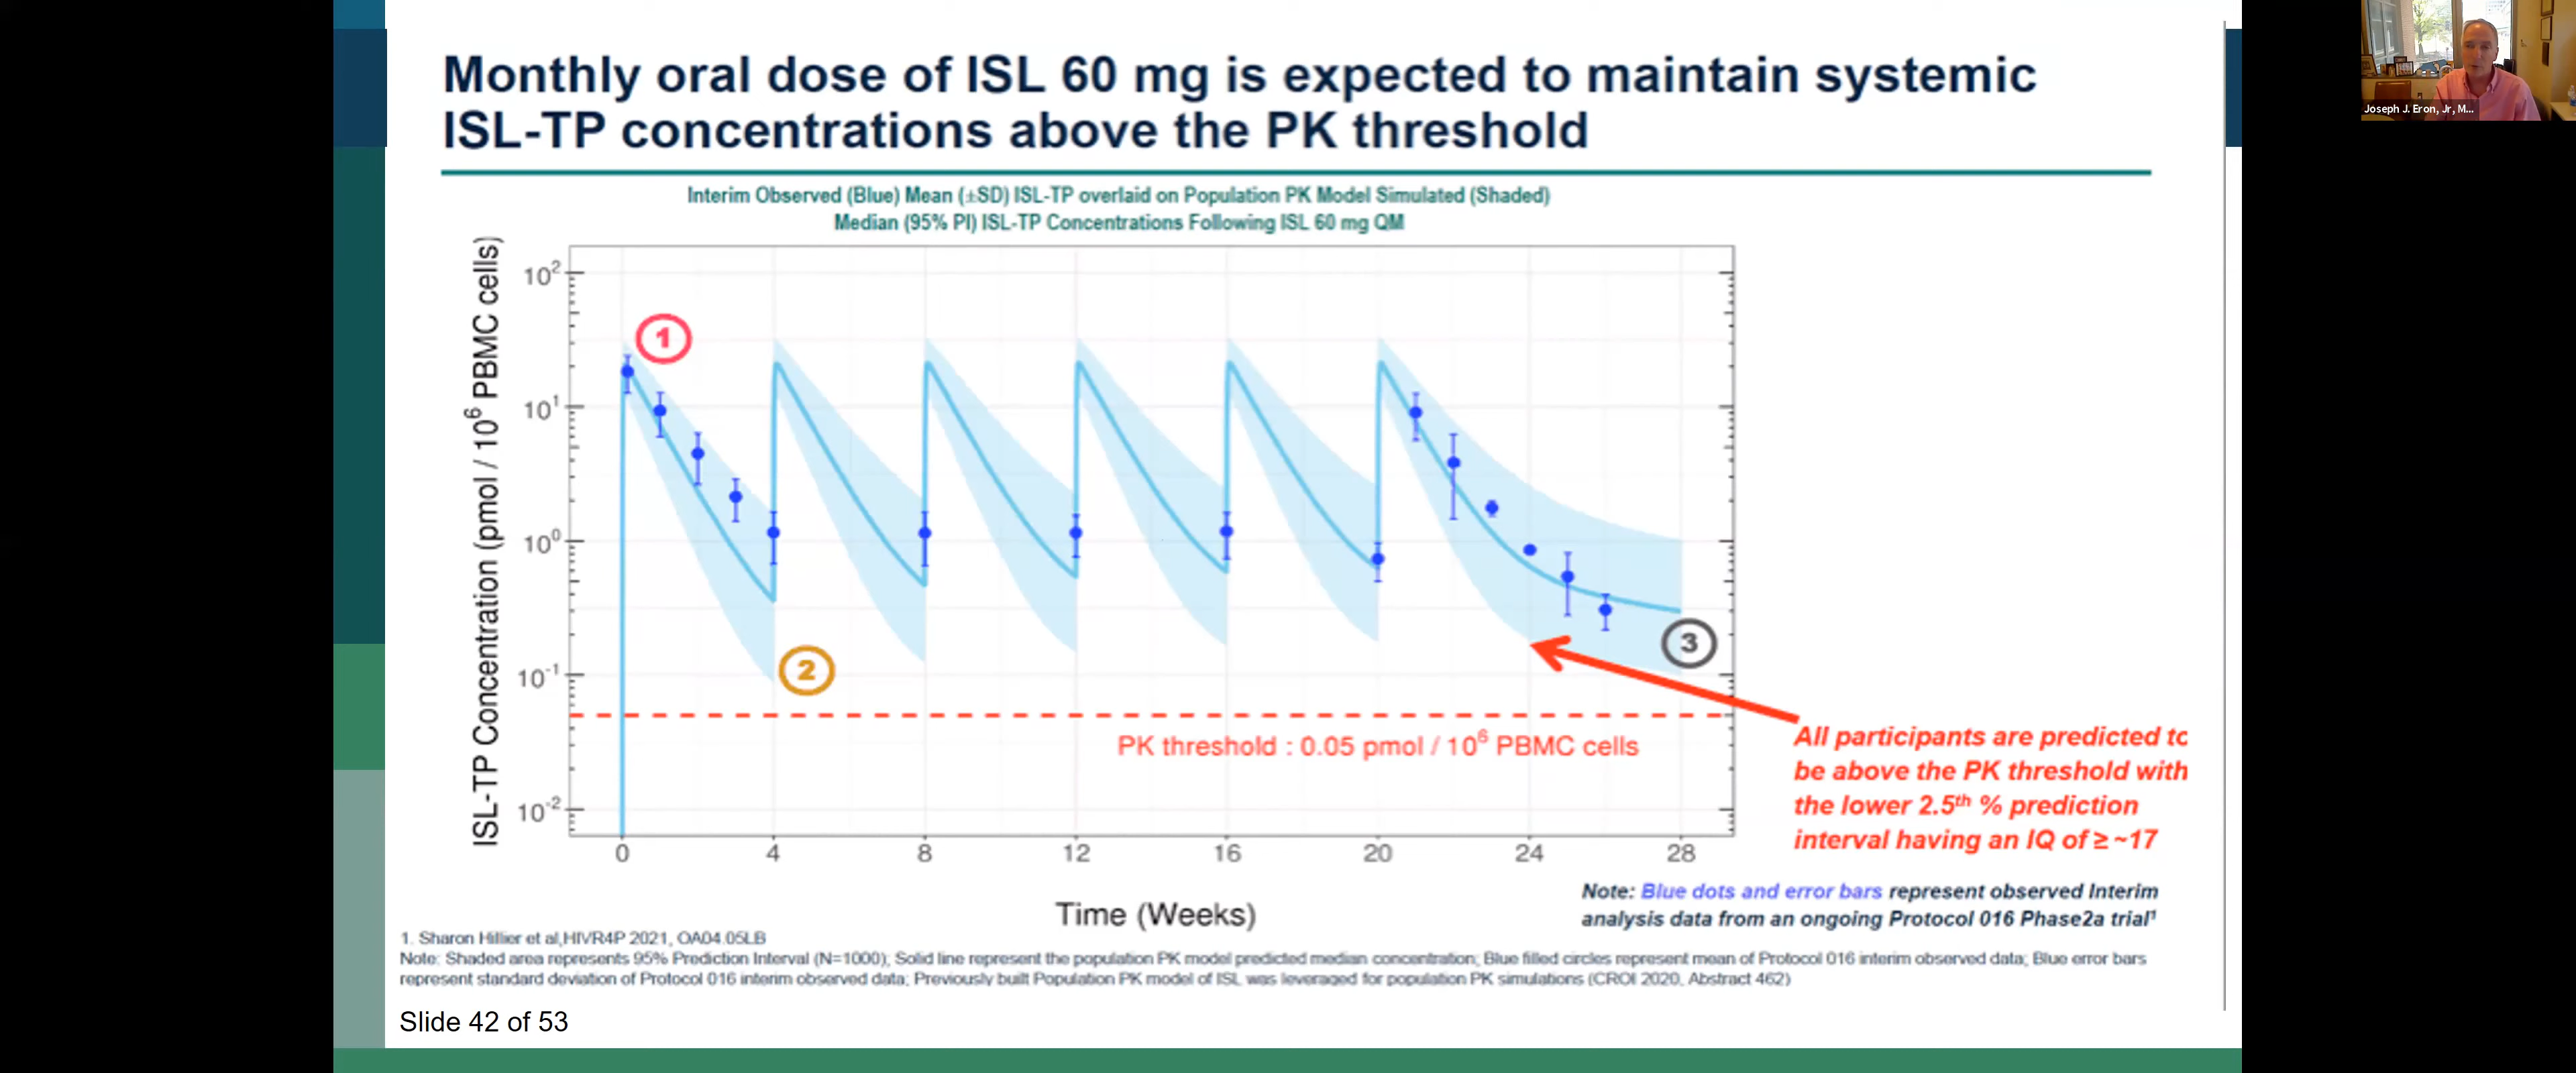 Monthly oral dose of ISL 60 mg is expected to maintain systemic
ISL-TP concentrations above the PK threshold
Joseph J. Eron, Jr, M...
Interim Observed (Blue) Mean (±SD) ISL-TP overlaid on Population PK Model Simulated (Shaded)
Median (95% PI) ISL-TP Concentrations Following ISL 60 mg QM
ISL-TP Concentration (pmol / 10⁶ PBMC cells)
10²
10¹
10⁰
10⁻¹
10⁻²
1
2
3
PK threshold : 0.05 pmol / 10⁶ PBMC cells
All participants are predicted to
be above the PK threshold with
the lower 2.5ᵗʰ % prediction
interval having an IQ of ≥ ~17
0 4 8 12 16 20 24 28
Time (Weeks)
Note: Blue dots and error bars represent observed Interim
analysis data from an ongoing Protocol 016 Phase2a trial¹
1. Sharon Hillier et al,HIVR4P 2021, OA04.05LB
Note: Shaded area represents 95% Prediction Interval (N=1000); Solid line represent the population PK model predicted median concentration; Blue filled circles represent mean of Protocol 016 interim observed data; Blue error bars
represent standard deviation of Protocol 016 interim observed data; Previously built Population PK model of ISL was leveraged for population PK simulations (CROI 2020, Abstract 462)
Slide 42 of 53